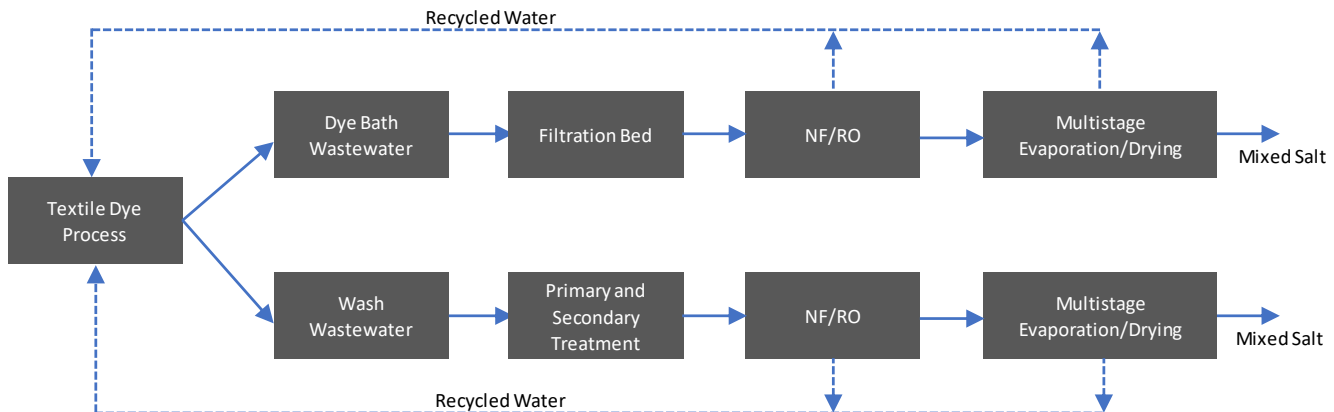 Recycled Water
Dye Bath
Wastewater
Filtration Bed
NF/RO
Multistage
Evaporation/Drying
Mixed Salt
Textile Dye
Process
Wash
Wastewater
Primary and
Secondary
Treatment
NF/RO
Multistage
Evaporation/Drying
Mixed Salt
Recycled Water